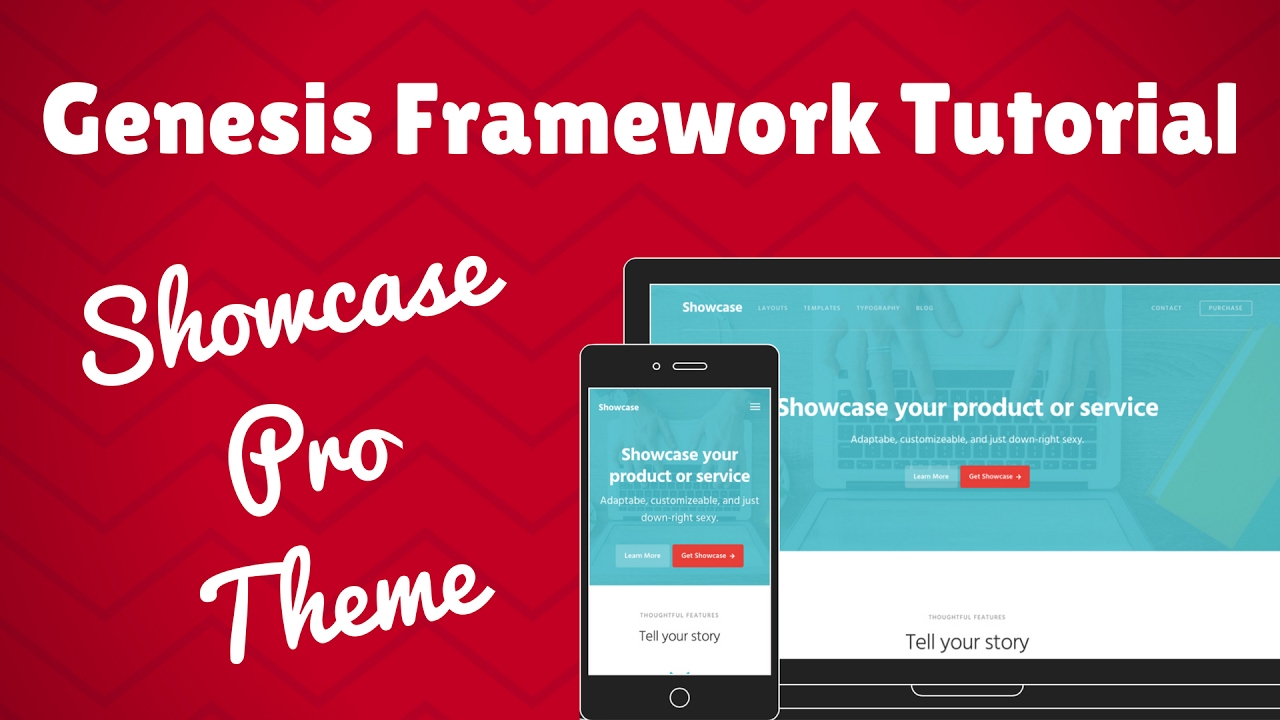 Genesis Framework Tutorial
Showcase
Pro
Theme
Showcase LAYOUTS TEMPLATES TYPOGRAPHY BLOG CONTACT PURCHASE
Showcase your product or service
Adaptabe, customizeable, and just down-right sexy.
Learn More Get Showcase →
THOUGHTFUL FEATURES
Tell your story
Showcase
Showcase your
product or service
Adaptabe, customizeable, and just
down-right sexy.
Learn More Get Showcase →
THOUGHTFUL FEATURES
Tell your story